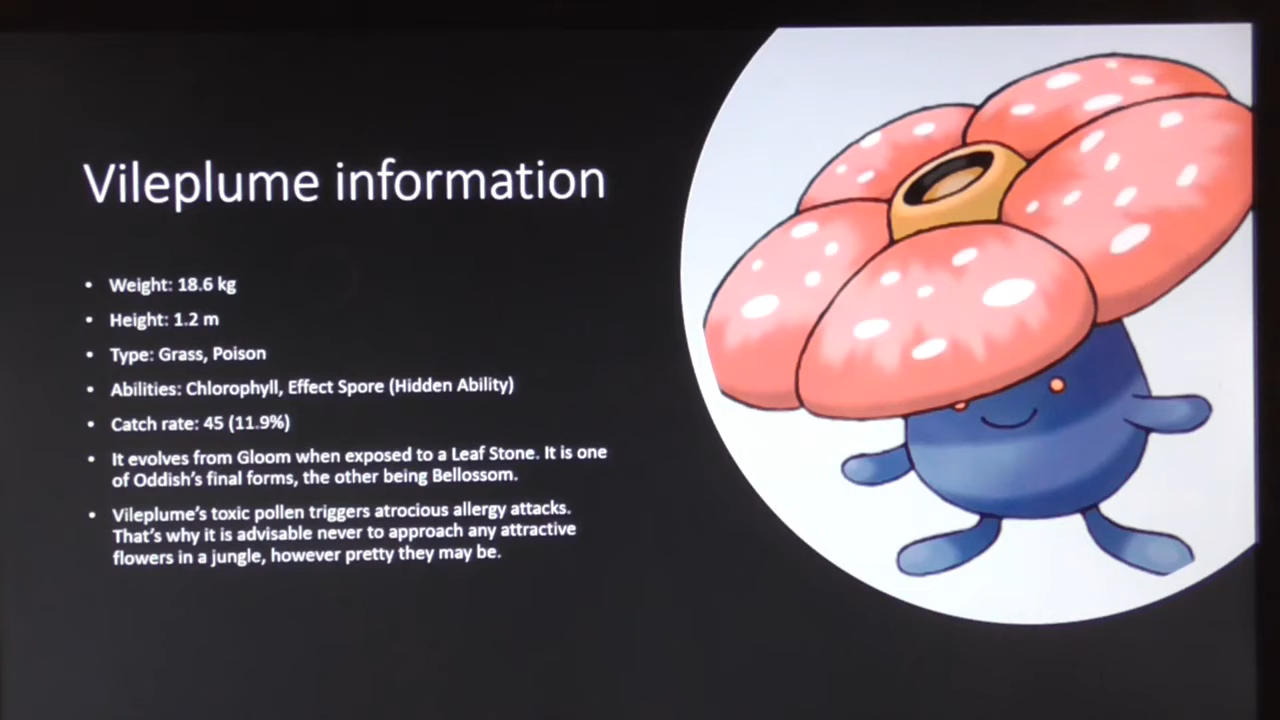 Vileplume information
• Weight: 18.6 kg
• Height: 1.2 m
• Type: Grass, Poison
• Abilities: Chlorophyll, Effect Spore (Hidden Ability)
• Catch rate: 45 (11.9%)
• It evolves from Gloom when exposed to a Leaf Stone. It is one
of Oddish’s final forms, the other being Bellossom.
• Vileplume’s toxic pollen triggers atrocious allergy attacks.
That’s why it is advisable never to approach any attractive
flowers in a jungle, however pretty they may be.